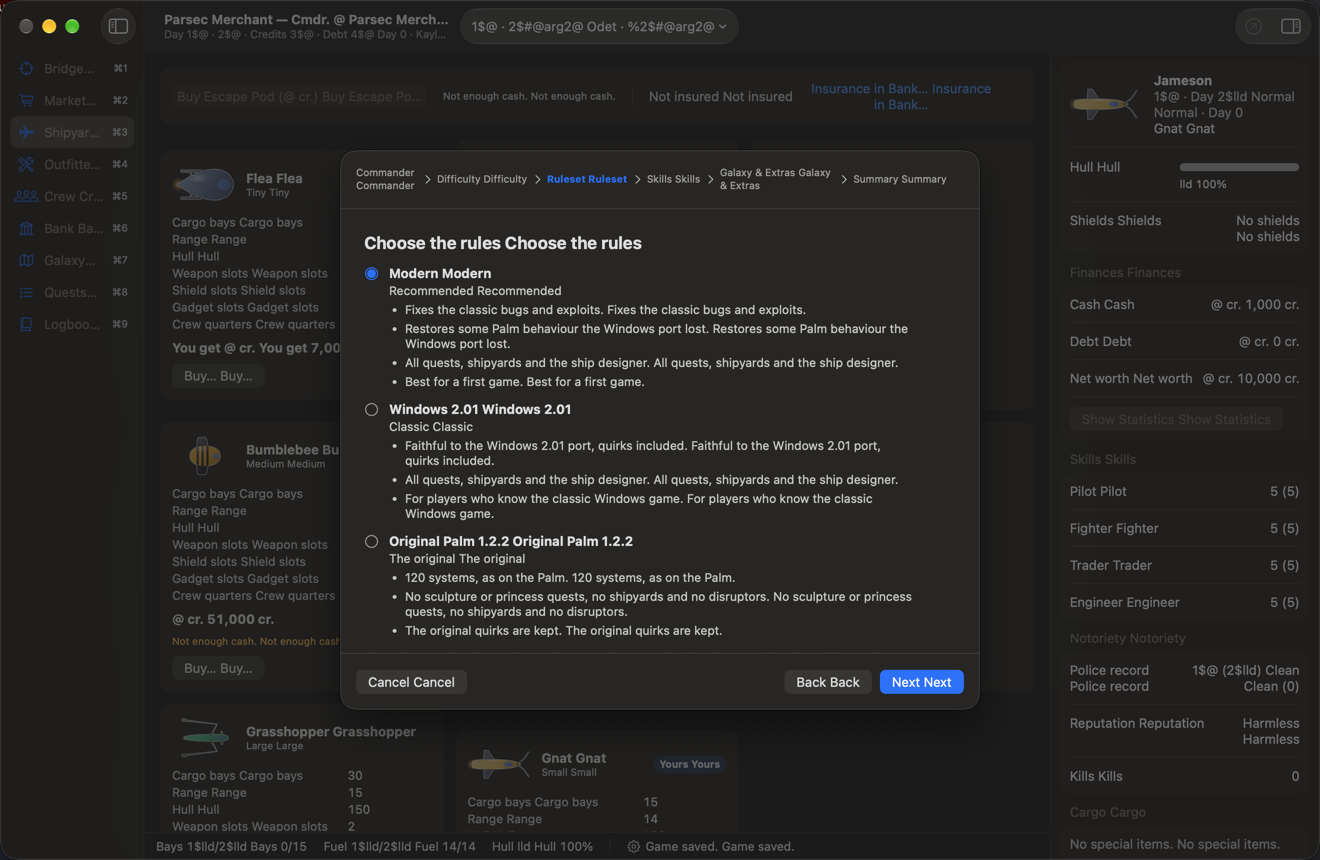 Parsec Merchant — Cmdr. @ Parsec Merch...
Day 1$@ · 2$@ · Credits 3$@ · Debt 4$@ Day 0 · Kayl...
1$@ · 2$#@arg2@ Odet · %2$#@arg2@
Bridge... ⌘1
Market... ⌘2
Shipyar... ⌘3
Outfitte... ⌘4
Crew Cr... ⌘5
Bank Ba... ⌘6
Galaxy... ⌘7
Quests... ⌘8
Logboo... ⌘9
Buy Escape Pod (@ cr.) Buy Escape Po...
Not enough cash. Not enough cash.
Not insured Not insured
Insurance in Bank... Insurance
in Bank...
Flea Flea
Tiny Tiny
Cargo bays Cargo bays
Range Range
Hull Hull
Weapon slots Weapon slots
Shield slots Shield slots
Gadget slots Gadget slots
Crew quarters Crew quarters
You get @ cr. You get 7,00
Buy... Buy...
Bumblebee Bu
Medium Medium
Cargo bays Cargo bays
Range Range
Hull Hull
Weapon slots Weapon slots
Shield slots Shield slots
Gadget slots Gadget slots
Crew quarters Crew quarters
@ cr. 51,000 cr.
Not enough cash. Not enough cash
Buy... Buy...
Grasshopper Grasshopper
Large Large
Cargo bays Cargo bays 30
Range Range 15
Hull Hull 150
Weapon slots Weapon slots 2
Gnat Gnat
Small Small
Yours Yours
Cargo bays Cargo bays 15
Range Range 14
Commander
Commander
Difficulty Difficulty
Ruleset Ruleset
Skills Skills
Galaxy & Extras Galaxy
& Extras
Summary Summary
Choose the rules Choose the rules
Modern Modern
Recommended Recommended
• Fixes the classic bugs and exploits. Fixes the classic bugs and exploits.
• Restores some Palm behaviour the Windows port lost. Restores some Palm behaviour the
Windows port lost.
• All quests, shipyards and the ship designer. All quests, shipyards and the ship designer.
• Best for a first game. Best for a first game.
Windows 2.01 Windows 2.01
Classic Classic
• Faithful to the Windows 2.01 port, quirks included. Faithful to the Windows 2.01 port,
quirks included.
• All quests, shipyards and the ship designer. All quests, shipyards and the ship designer.
• For players who know the classic Windows game. For players who know the classic
Windows game.
Original Palm 1.2.2 Original Palm 1.2.2
The original The original
• 120 systems, as on the Palm. 120 systems, as on the Palm.
• No sculpture or princess quests, no shipyards and no disruptors. No sculpture or princess
quests, no shipyards and no disruptors.
• The original quirks are kept. The original quirks are kept.
Cancel Cancel
Back Back
Next Next
Jameson
1$@ · Day 2$lld Normal
Normal · Day 0
Gnat Gnat
Hull Hull
lld 100%
Shields Shields No shields
No shields
Finances Finances
Cash Cash @ cr. 1,000 cr.
Debt Debt @ cr. 0 cr.
Net worth Net worth @ cr. 10,000 cr.
Show Statistics Show Statistics
Skills Skills
Pilot Pilot 5 (5)
Fighter Fighter 5 (5)
Trader Trader 5 (5)
Engineer Engineer 5 (5)
Notoriety Notoriety
Police record 1$@ (2$lld) Clean
Police record Clean (0)
Reputation Reputation Harmless
Harmless
Kills Kills 0
Cargo Cargo
No special items. No special items.
Bays 1$lld/2$lld Bays 0/15
Fuel 1$lld/2$lld Fuel 14/14
Hull lld Hull 100%
Game saved. Game saved.